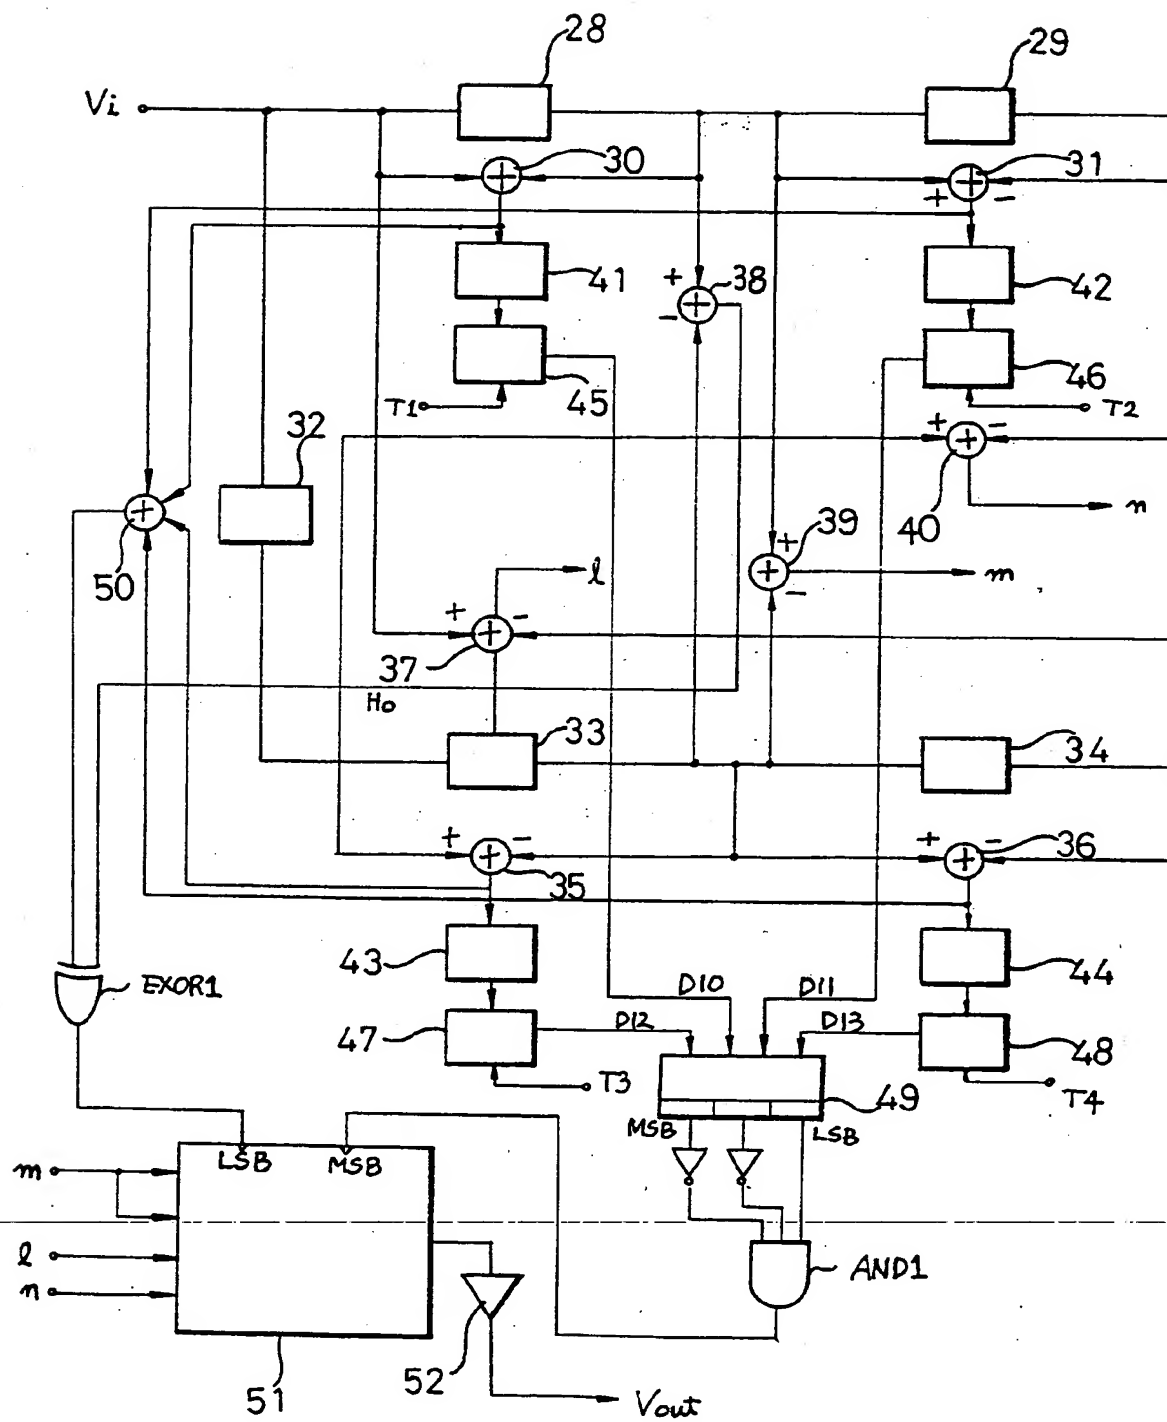 28
29
Vi
30
31
+ −
41
+ 38
−
42
45
46
T1
T2
32
+ −
40
n
50
39
+
m
−
l
+ −
37
Ho
33
34
+ −
35
+ −
36
43
44
EXOR1
D10
D11
D12
D13
47
48
T3
T4
49
MSB
LSB
LSB
MSB
m
l
n
AND1
52
51
Vout